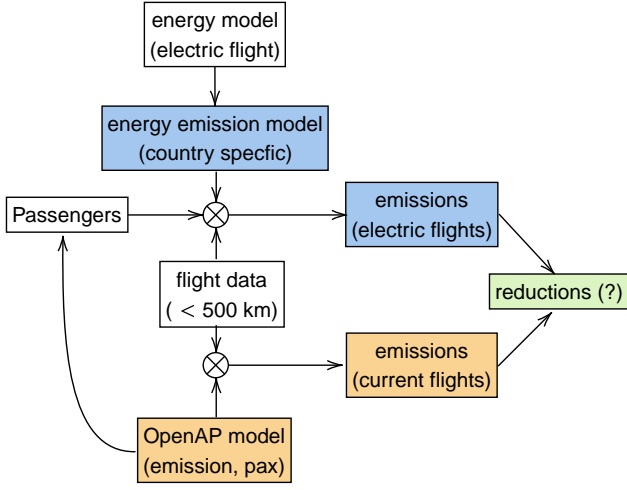 energy model
(electric flight)
energy emission model
(country specfic)
Passengers
emissions
(electric flights)
flight data
( < 500 km)
reductions (?)
emissions
(current flights)
OpenAP model
(emission, pax)